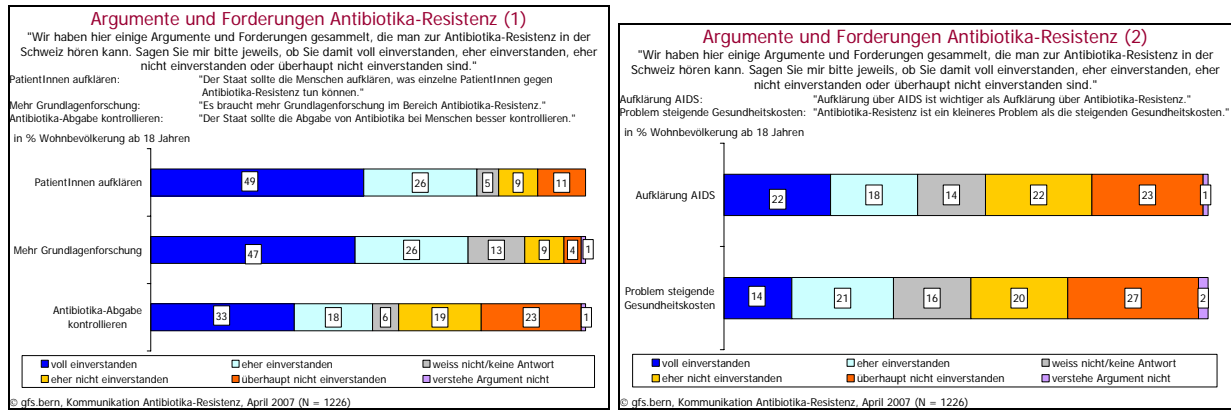 Argumente und Forderungen Antibiotika-Resistenz (1)
"Wir haben hier einige Argumente und Forderungen gesammelt, die man zur Antibiotika-Resistenz in der
Schweiz hören kann. Sagen Sie mir bitte jeweils, ob Sie damit voll einverstanden, eher einverstanden, eher
nicht einverstanden oder überhaupt nicht einverstanden sind."
PatientInnen aufklären: "Der Staat sollte die Menschen aufklären, was einzelne PatientInnen gegen
Antibiotika-Resistenz tun können."
Mehr Grundlagenforschung: "Es braucht mehr Grundlagenforschung im Bereich Antibiotika-Resistenz."
Antibiotika-Abgabe kontrollieren: "Der Staat sollte die Abgabe von Antibiotika bei Menschen besser kontrollieren."
in % Wohnbevölkerung ab 18 Jahren
PatientInnen aufklären 49 26 5 9 11
Mehr Grundlagenforschung 47 26 13 9 4 1
Antibiotika-Abgabe
kontrollieren 33 18 6 19 23 1
voll einverstanden eher einverstanden weiss nicht/keine Antwort
eher nicht einverstanden überhaupt nicht einverstanden verstehe Argument nicht
© gfs.bern, Kommunikation Antibiotika-Resistenz, April 2007 (N = 1226)
Argumente und Forderungen Antibiotika-Resistenz (2)
"Wir haben hier einige Argumente und Forderungen gesammelt, die man zur Antibiotika-Resistenz in der
Schweiz hören kann. Sagen Sie mir bitte jeweils, ob Sie damit voll einverstanden, eher einverstanden, eher
nicht einverstanden oder überhaupt nicht einverstanden sind."
Aufklärung AIDS: "Aufklärung über AIDS ist wichtiger als Aufklärung über Antibiotika-Resistenz."
Problem steigende Gesundheitskosten: "Antibiotika-Resistenz ist ein kleineres Problem als die steigenden Gesundheitskosten."
in % Wohnbevölkerung ab 18 Jahren
Aufklärung AIDS 22 18 14 22 23 1
Problem steigende
Gesundheitskosten 14 21 16 20 27 2
voll einverstanden eher einverstanden weiss nicht/keine Antwort
eher nicht einverstanden überhaupt nicht einverstanden verstehe Argument nicht
© gfs.bern, Kommunikation Antibiotika-Resistenz, April 2007 (N = 1226)